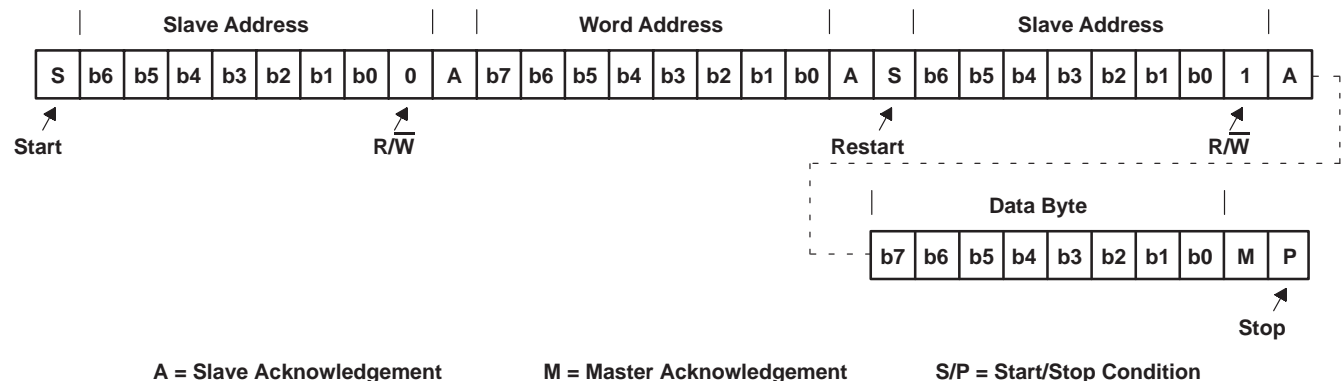 Slave Address Word Address Slave Address
S b6 b5 b4 b3 b2 b1 b0 0 A b7 b6 b5 b4 b3 b2 b1 b0 A S b6 b5 b4 b3 b2 b1 b0 1 A
Start R/W̅ Restart R/W̅
Data Byte
b7 b6 b5 b4 b3 b2 b1 b0 M P
Stop
A = Slave Acknowledgement M = Master Acknowledgement S/P = Start/Stop Condition